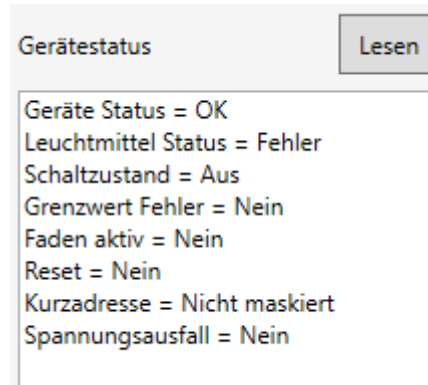 Gerätestatus
Lesen
Geräte Status = OK
Leuchtmittel Status = Fehler
Schaltzustand = Aus
Grenzwert Fehler = Nein
Faden aktiv = Nein
Reset = Nein
Kurzadresse = Nicht maskiert
Spannungsausfall = Nein